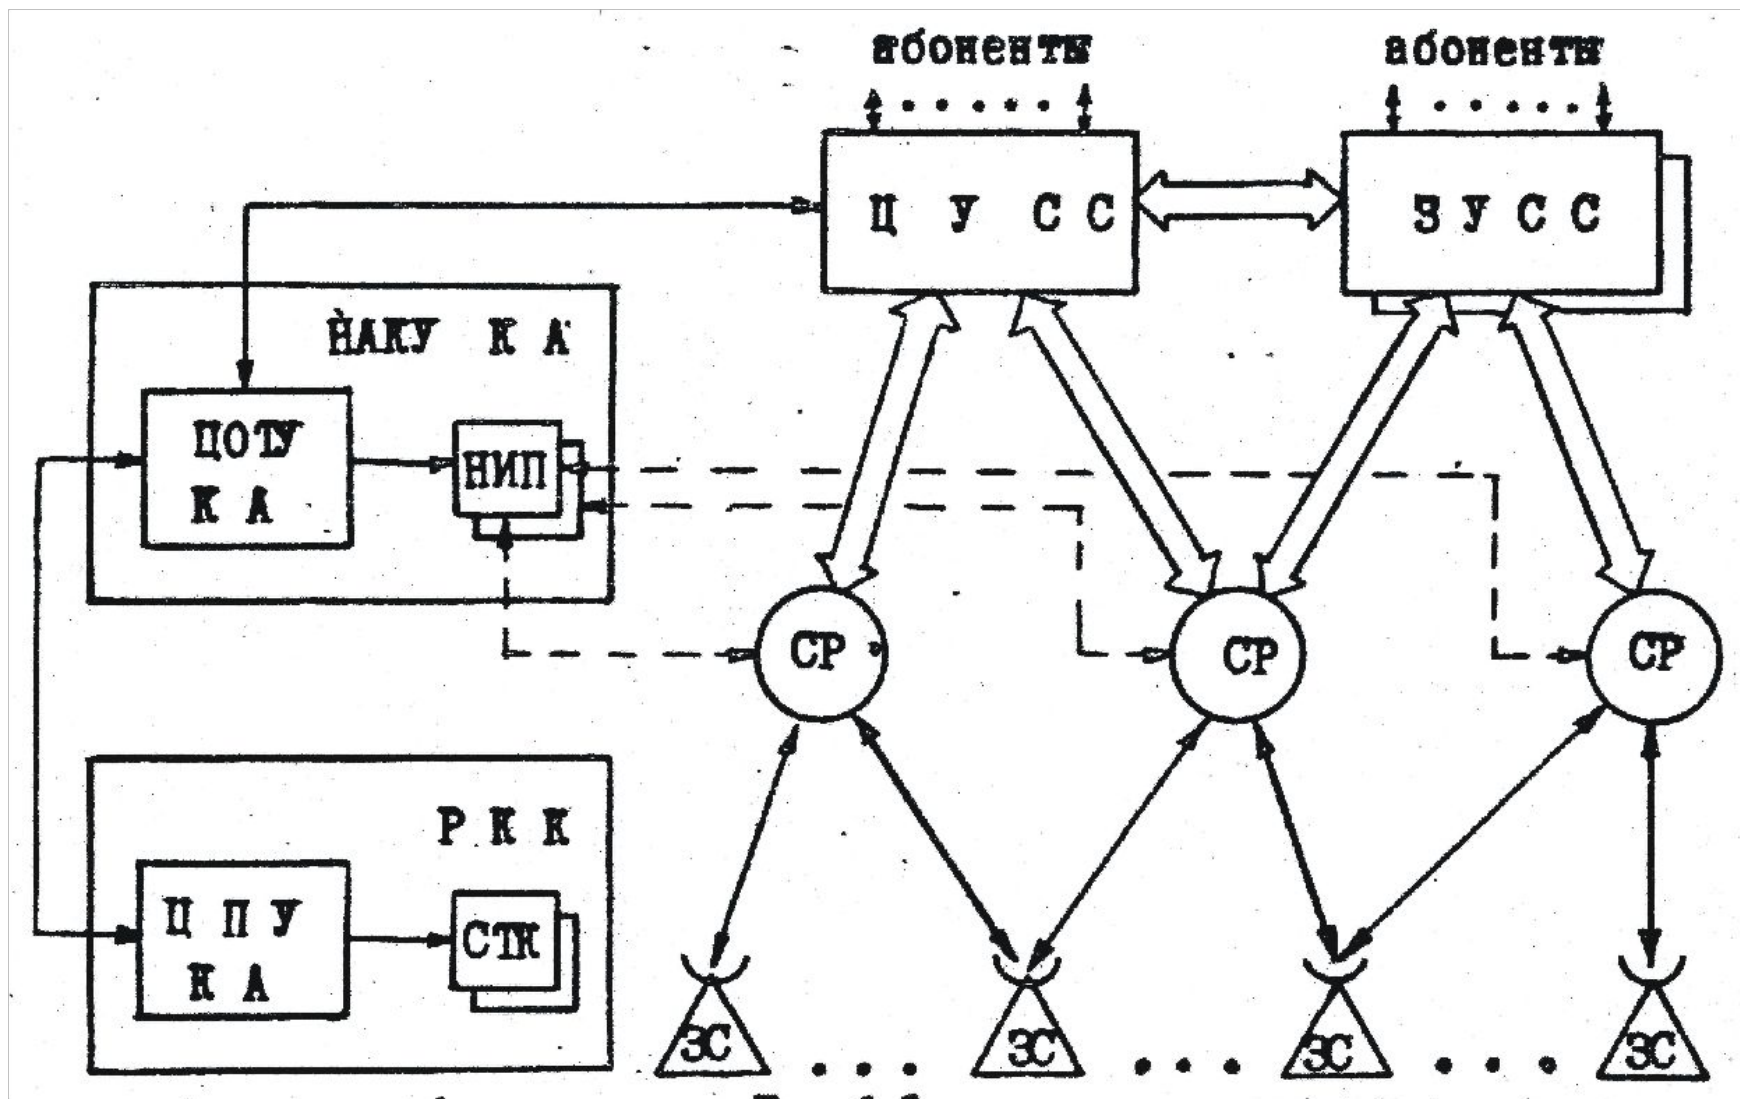 абоненты
абоненты
Ц У С С
З У С С
НАКУ К А
ЦОТУ
К А
НИП
СР
СР
СР
Р К К
Ц П У
К А
СТК
ЗС
ЗС
ЗС
ЗС